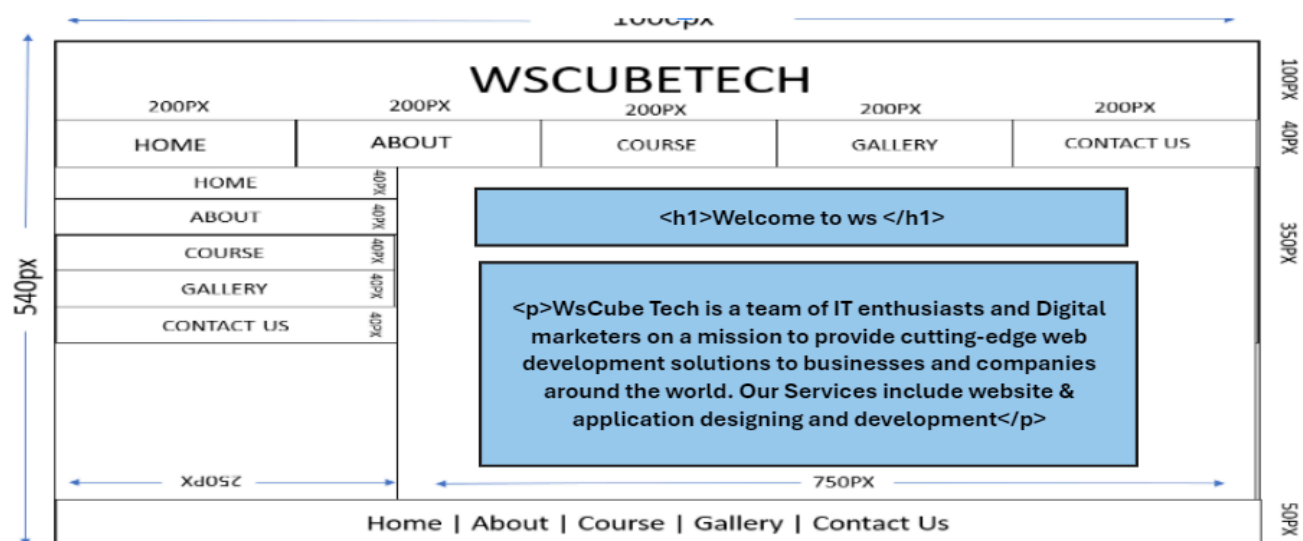 1000px
WSCUBETECH
100PX
200PX 200PX 200PX 200PX 200PX
HOME ABOUT COURSE GALLERY CONTACT US
40PX
HOME 40PX
ABOUT 40PX
COURSE 40PX
GALLERY 40PX
CONTACT US 40PX
<h1>Welcome to ws </h1>
350PX
540px
<p>WsCube Tech is a team of IT enthusiasts and Digital
marketers on a mission to provide cutting-edge web
development solutions to businesses and companies
around the world. Our Services include website &
application designing and development</p>
250PX
750PX
Home | About | Course | Gallery | Contact Us
50PX